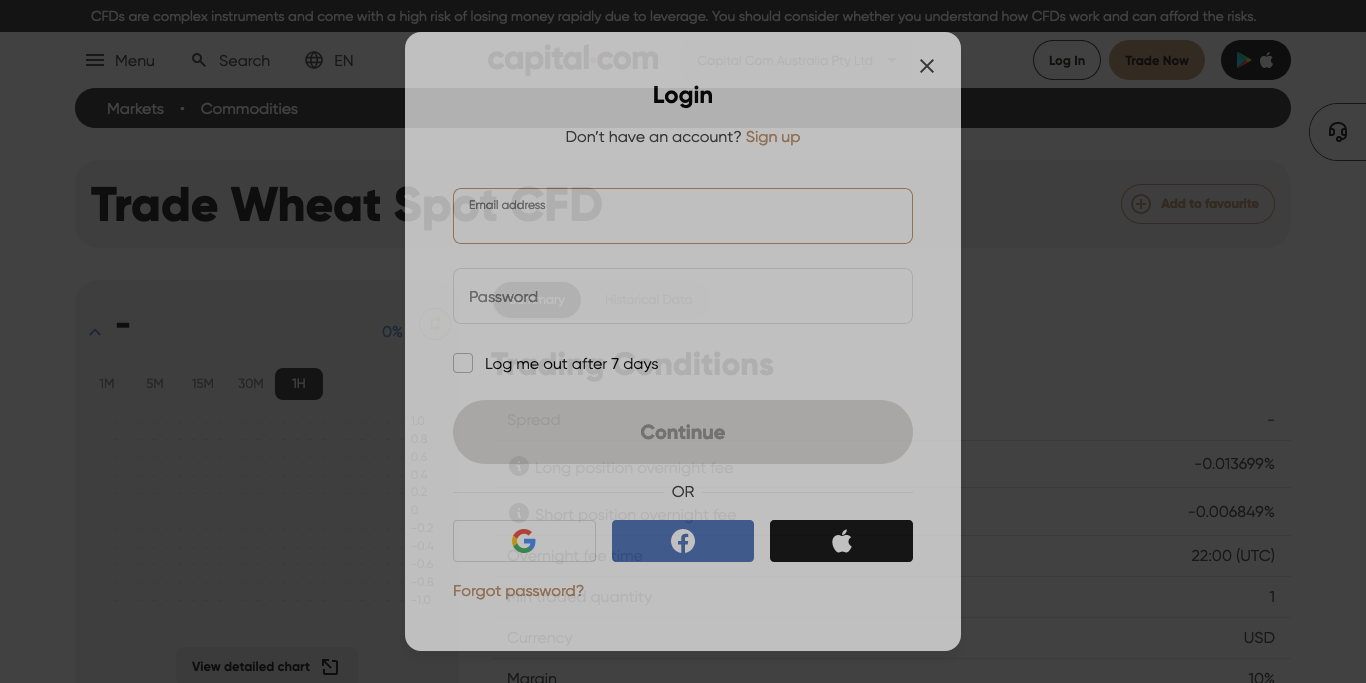 CFDs are complex instruments and come with a high risk of losing money rapidly due to leverage. You should consider whether you understand how CFDs work and can afford the risks.
Menu
Search
EN
capital.com
Capital Com Australia Pty Ltd
Log In
Trade Now
Markets • Commodities
Login
Don't have an account? Sign up
Trade Wheat Spot CFD
Add to favourite
Email address
Password
Historical Data
0%
Log me out after 7 days
Trading Conditions
1M 5M 15M 30M 1H
Continue
Spread -
Long position overnight fee -0.013699%
Short position overnight fee -0.006849%
Overnight fee time 22:00 (UTC)
Min traded quantity 1
Currency USD
Margin 10%
OR
Forgot password?
1.0
0.8
0.6
0.4
0.2
0
-0.2
-0.4
-0.6
-0.8
-1.0
View detailed chart